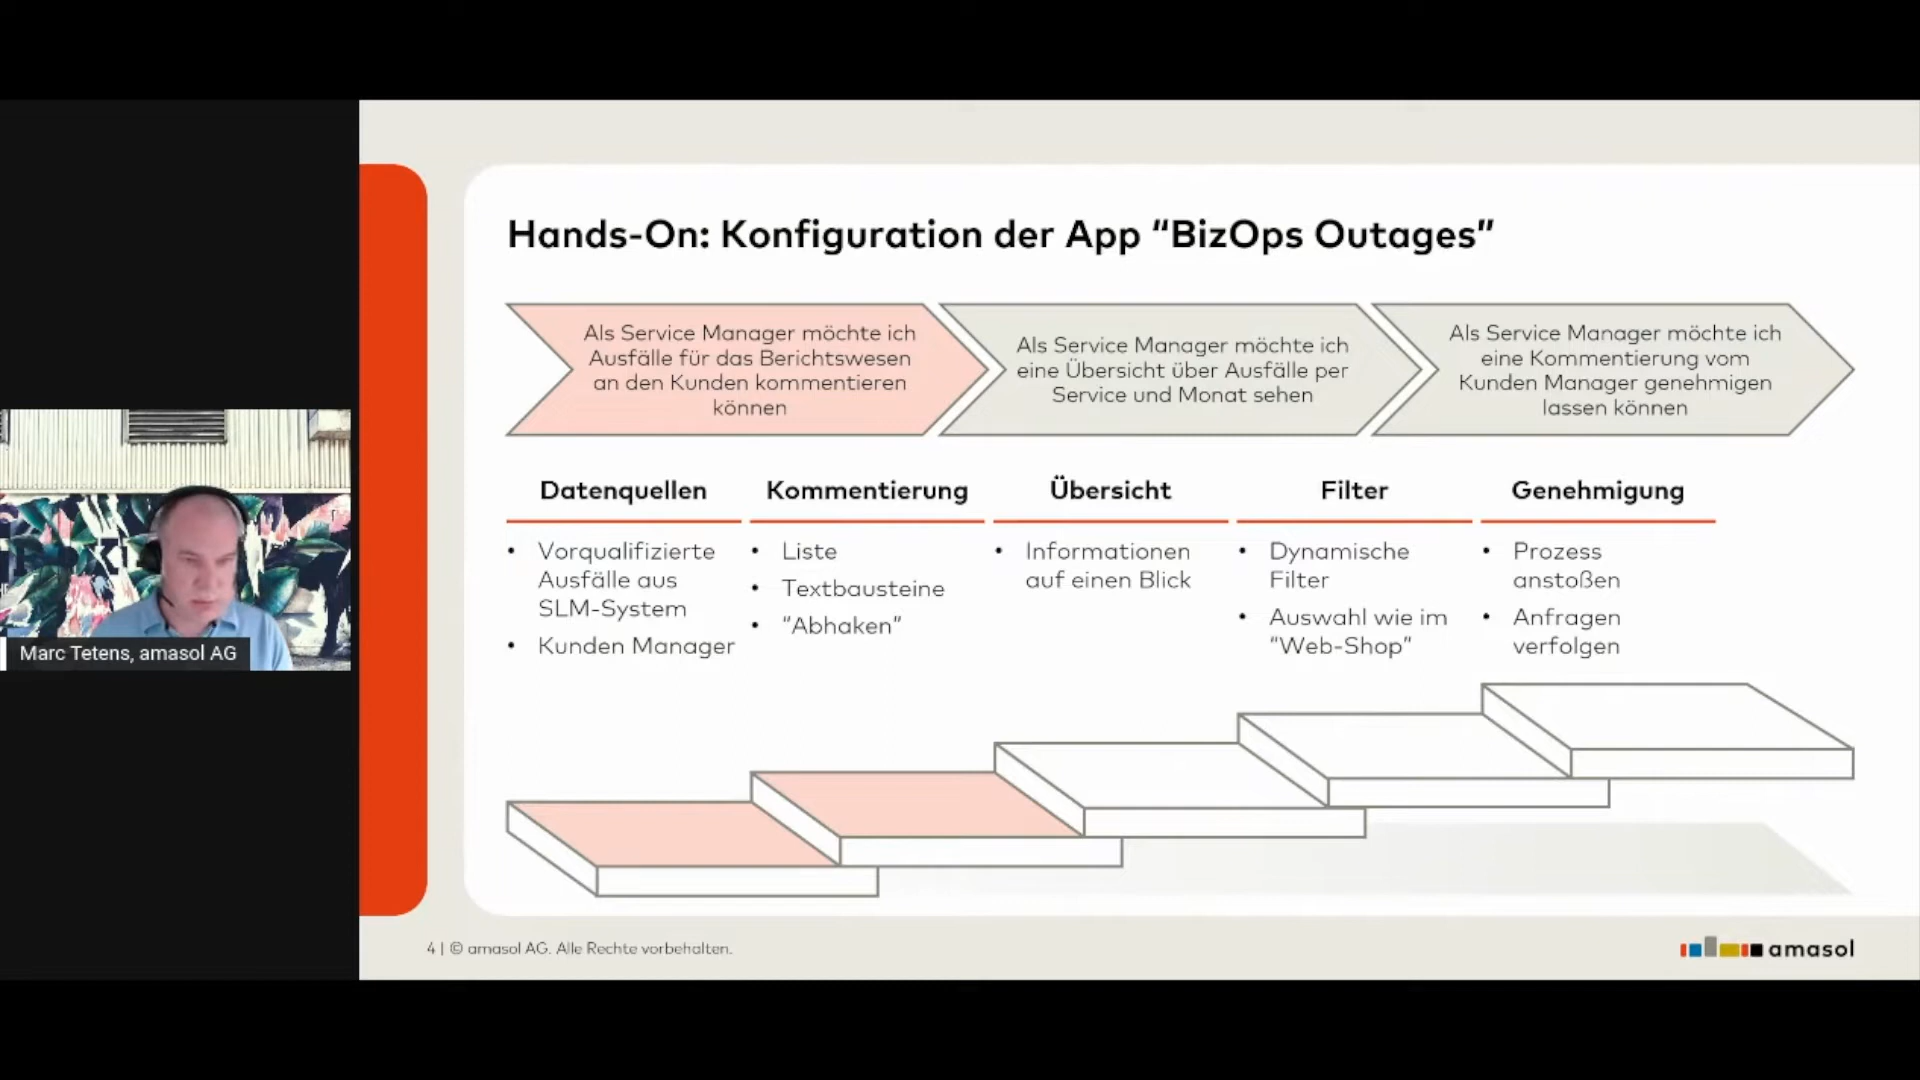 Hands-On: Konfiguration der App “BizOps Outages”
Als Service Manager möchte ich
Ausfälle für das Berichtswesen
an den Kunden kommentieren
können
Als Service Manager möchte ich
eine Übersicht über Ausfälle per
Service und Monat sehen
Als Service Manager möchte ich
eine Kommentierung vom
Kunden Manager genehmigen
lassen können
Datenquellen
• Vorqualifizierte
Ausfälle aus
SLM-System
• Kunden Manager
Kommentierung
• Liste
• Textbausteine
• “Abhaken”
Übersicht
• Informationen
auf einen Blick
Filter
• Dynamische
Filter
• Auswahl wie im
“Web-Shop”
Genehmigung
• Prozess
anstoßen
• Anfragen
verfolgen
Marc Tetens, amasol AG
4 | © amasol AG. Alle Rechte vorbehalten.
amasol